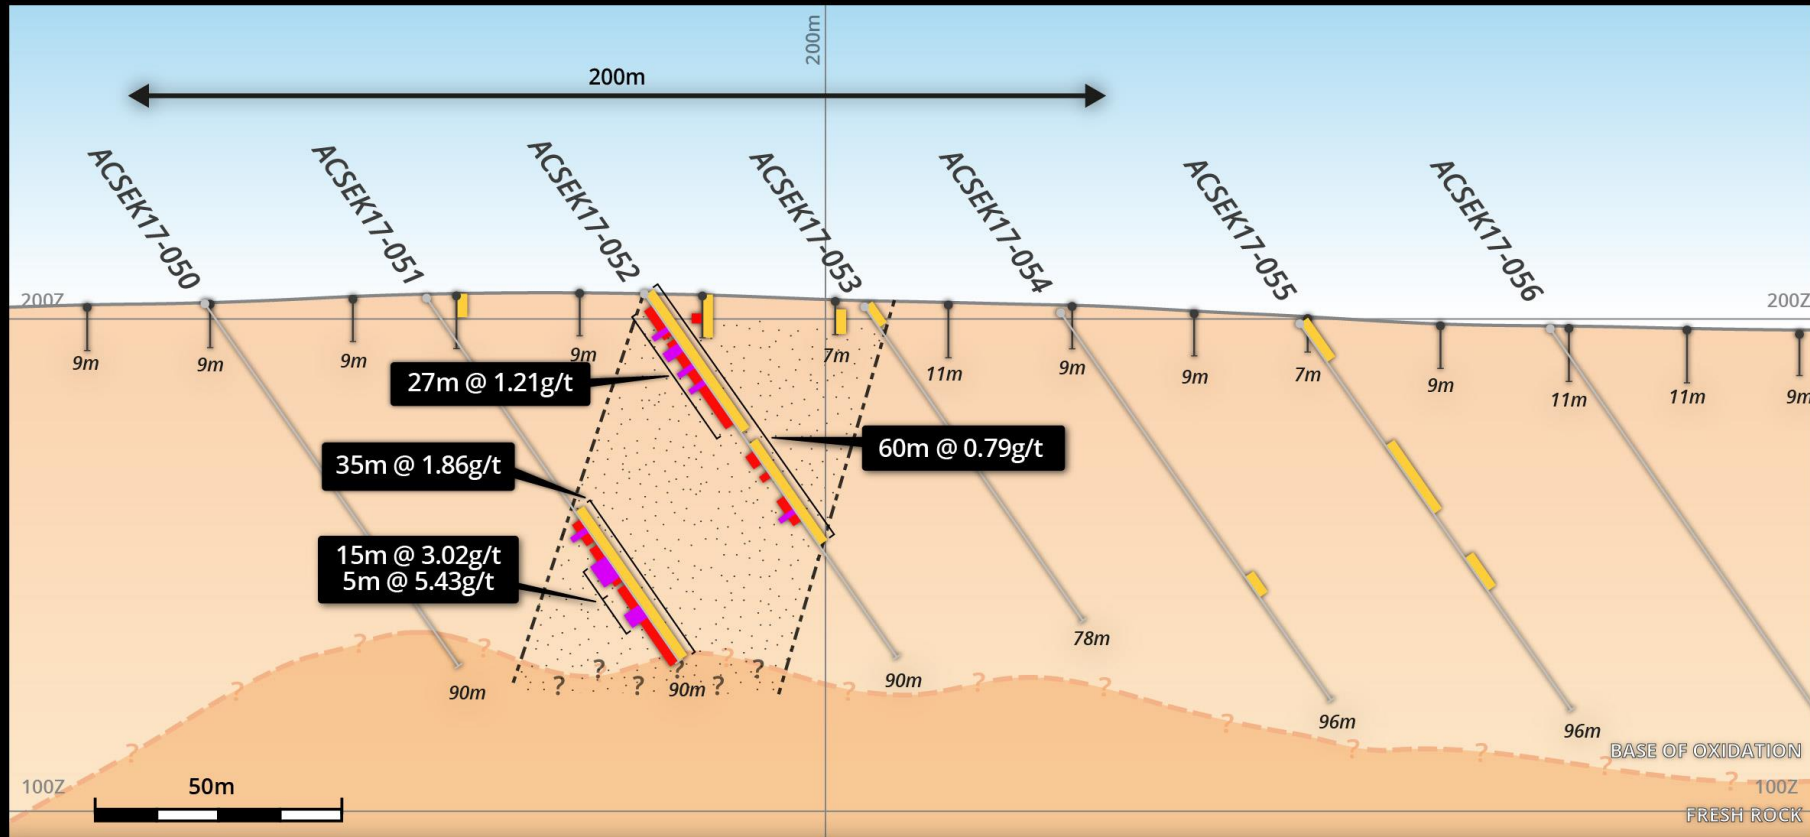 200m
200m
ACSEK17-050
ACSEK17-051
ACSEK17-052
ACSEK17-053
ACSEK17-054
ACSEK17-055
ACSEK17-056
200Z
200Z
9m
9m
9m
9m
7m
11m
9m
9m
7m
9m
11m
11m
9m
27m @ 1.21g/t
60m @ 0.79g/t
35m @ 1.86g/t
15m @ 3.02g/t
5m @ 5.43g/t
? ? ? ? ? ? ? ? ? ? ? ? ? ? ? ? ? ? ?
78m
90m
90m
90m
96m
96m
BASE OF OXIDATION
100Z
100Z
50m
FRESH ROCK